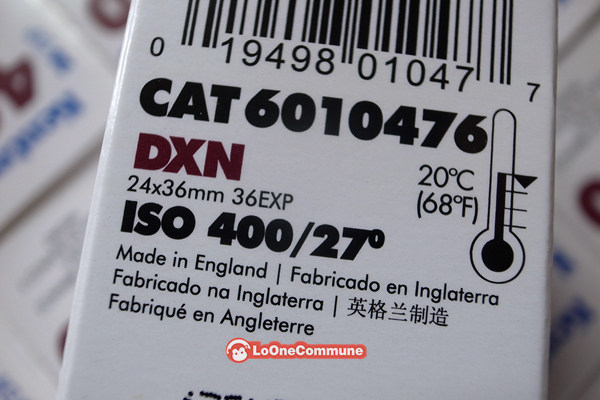 0 19498 01047 7
CAT 6010476
DXN
24x36mm 36EXP
20°C
(68°F)
ISO 400/27⁰
Made in England | Fabricado en Inglaterra
Fabricado na Inglaterra | 英格兰制造
Fabriqué en Angleterre
LoOneCommune